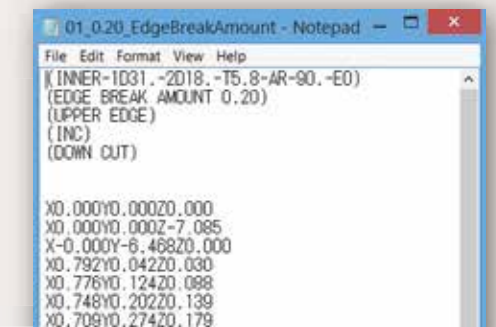 01_0.20_EdgeBreakAmount - Notepad
File Edit Format View Help
(INNER-1D31.-2D18.-T5.8-AR-90.-E0)
(EDGE BREAK AMOUNT 0.20)
(UPPER EDGE)
(INC)
(DOWN CUT)
X0.000Y0.000Z0.000
X0.000Y0.000Z-7.085
X-0.000Y-6.468Z0.000
X0.792Y0.042Z0.030
X0.776Y0.124Z0.088
X0.748Y0.202Z0.139
X0.709Y0.274Z0.179